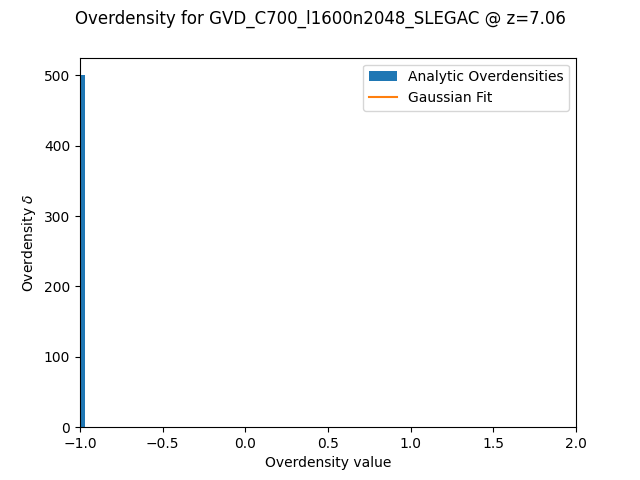 Overdensity for GVD_C700_l1600n2048_SLEGAC @ z=7.06
Analytic Overdensities
Gaussian Fit
Overdensity δ
500
400
300
200
100
0
−1.0 −0.5 0.0 0.5 1.0 1.5 2.0
Overdensity value